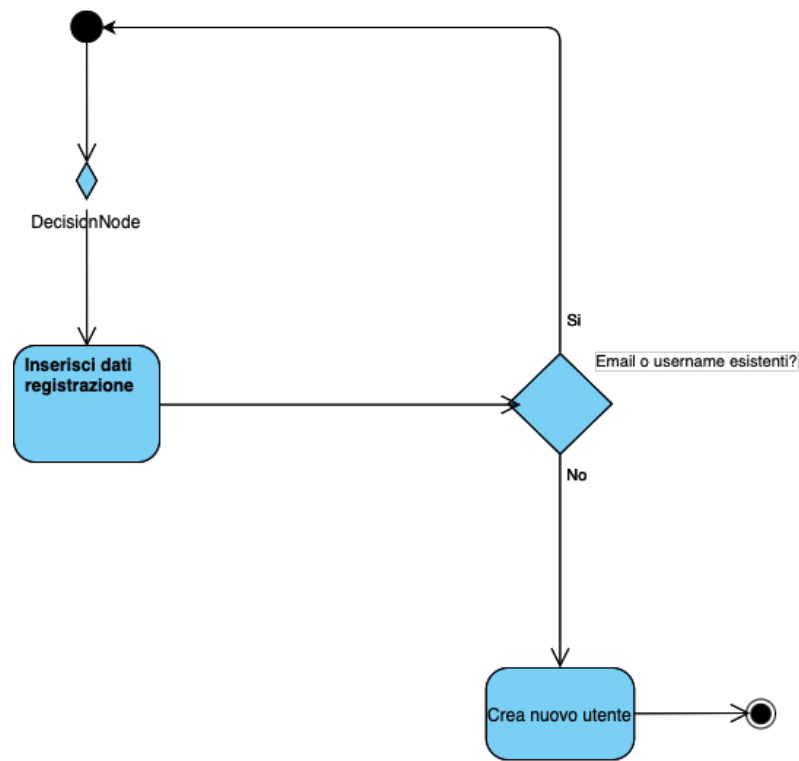 DecisionNode
Si
Email o username esistenti?
Inserisci dati
registrazione
No
Crea nuovo utente